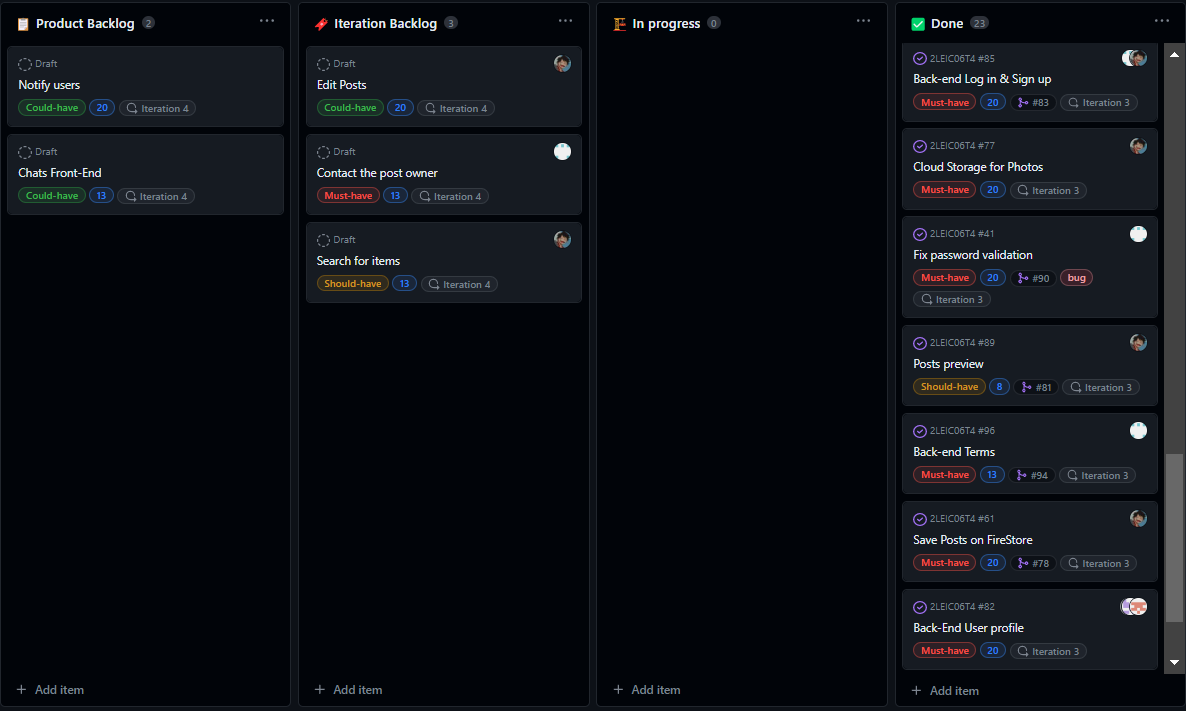 Product Backlog 2
Draft
Notify users
Could-have 20 Iteration 4
Draft
Chats Front-End
Could-have 13 Iteration 4
+ Add item
Iteration Backlog 3
Draft
Edit Posts
Could-have 20 Iteration 4
Draft
Contact the post owner
Must-have 13 Iteration 4
Draft
Search for items
Should-have 13 Iteration 4
+ Add item
In progress 0
+ Add item
Done 23
2LEIC06T4 #85
Back-end Log in & Sign up
Must-have 20 #83 Iteration 3
2LEIC06T4 #77
Cloud Storage for Photos
Must-have 20 Iteration 3
2LEIC06T4 #41
Fix password validation
Must-have 20 #90 bug
Iteration 3
2LEIC06T4 #89
Posts preview
Should-have 8 #81 Iteration 3
2LEIC06T4 #96
Back-end Terms
Must-have 13 #94 Iteration 3
2LEIC06T4 #61
Save Posts on FireStore
Must-have 20 #78 Iteration 3
2LEIC06T4 #82
Back-End User profile
Must-have 20 Iteration 3
+ Add item